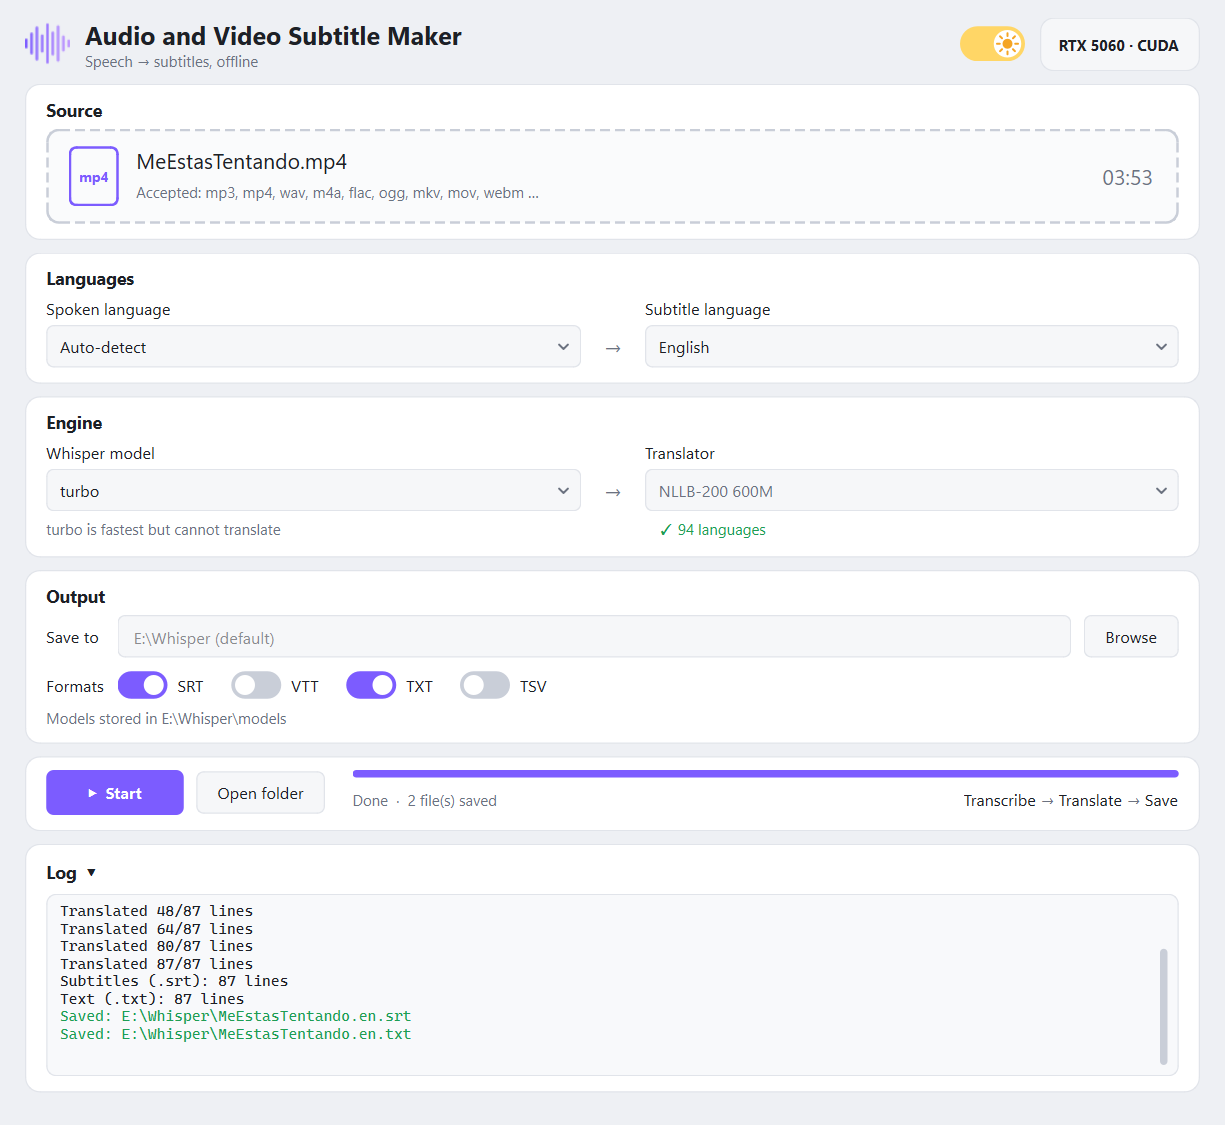 Audio and Video Subtitle Maker
Speech → subtitles, offline
RTX 5060 · CUDA
Source
mp4
MeEstasTentando.mp4
Accepted: mp3, mp4, wav, m4a, flac, ogg, mkv, mov, webm ...
03:53
Languages
Spoken language
Subtitle language
Auto-detect
→
English
Engine
Whisper model
Translator
turbo
→
NLLB-200 600M
turbo is fastest but cannot translate
✓ 94 languages
Output
Save to
E:\Whisper (default)
Browse
Formats
SRT
VTT
TXT
TSV
Models stored in E:\Whisper\models
▶ Start
Open folder
Done · 2 file(s) saved
Transcribe → Translate → Save
Log ▼
Translated 48/87 lines
Translated 64/87 lines
Translated 80/87 lines
Translated 87/87 lines
Subtitles (.srt): 87 lines
Text (.txt): 87 lines
Saved: E:\Whisper\MeEstasTentando.en.srt
Saved: E:\Whisper\MeEstasTentando.en.txt